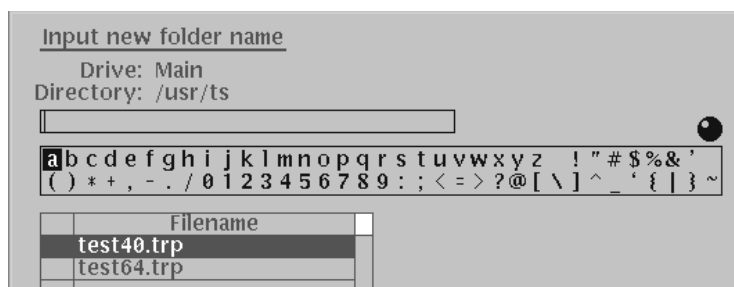 Input new folder name
Drive: Main
Directory: /usr/ts
abcdefghijklmnopqrstuvwxyz !"#$%&'
()*+,-./0123456789:;<=>?@[\]^_`{|}~
Filename
test40.trp
test64.trp